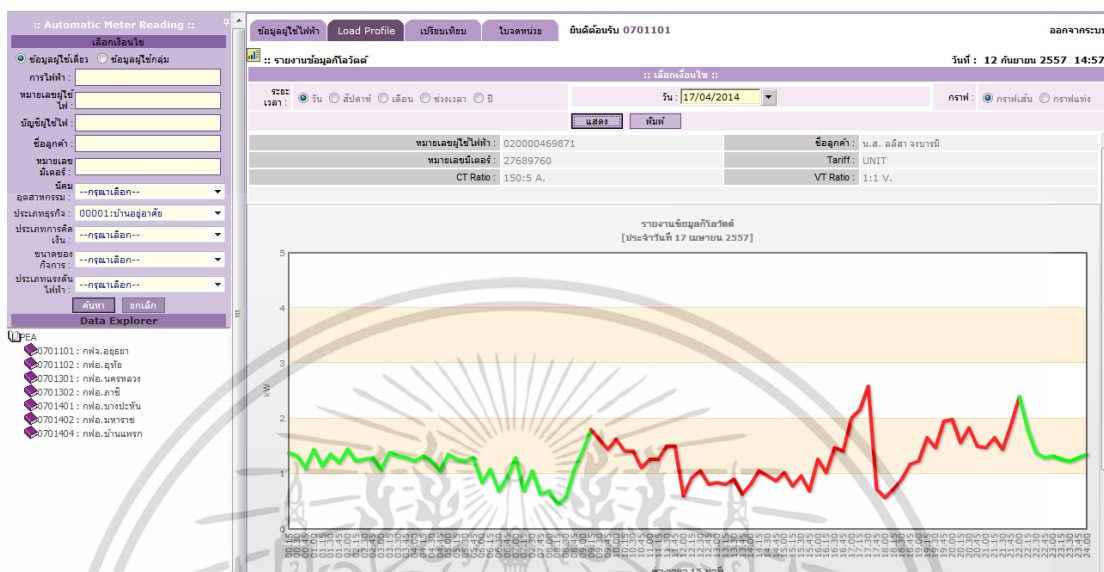 :: Automatic Meter Reading ::
เลือกเงื่อนไข
ข้อมูลผู้ใช้เดียว ข้อมูลผู้ใช้กลุ่ม
การไฟฟ้า :
หมายเลขผู้ใช้ไฟ :
บัญชีผู้ใช้ไฟ :
ชื่อลูกค้า :
หมายเลขมิเตอร์ :
นิคมอุตสาหกรรม : --กรุณาเลือก--
ประเภทธุรกิจ : 00001:บ้านอยู่อาศัย
ประเภทการคิดเงิน : --กรุณาเลือก--
ขนาดของกิจการ : --กรุณาเลือก--
ประเภทแรงดันไฟฟ้า : --กรุณาเลือก--
ค้นหา ยกเลิก
Data Explorer
PEA
0701101 : กฟจ.อยุธยา
0701102 : กฟอ.อุทัย
0701301 : กฟอ.นครหลวง
0701302 : กฟอ.ภาชี
0701401 : กฟอ.บางปะหัน
0701402 : กฟอ.มหาราช
0701404 : กฟอ.บ้านแพรก
ข้อมูลผู้ใช้ไฟฟ้า Load Profile เปรียบเทียบ ใบจดหน่วย ยินดีต้อนรับ 0701101 ออกจากระบบ
:: รายงานข้อมูลกิโลวัตต์ วันที่ : 12 กันยายน 2557 14:57
:: เลือกเงื่อนไข ::
ระยะเวลา : วัน สัปดาห์ เดือน ช่วงเวลา ปี วัน : 17/04/2014 กราฟ : กราฟเส้น กราฟแท่ง
แสดง พิมพ์
หมายเลขผู้ใช้ไฟฟ้า : 020000469871 ชื่อลูกค้า : น.ส. ลลิสา จงบารมี
หมายเลขมิเตอร์ : 27689760 Tariff : UNIT
CT Ratio : 150:5 A. VT Ratio : 1:1 V.
รายงานข้อมูลกิโลวัตต์
[ประจำวันที่ 17 เมษายน 2557]
5
4
3
kW
2
1
0